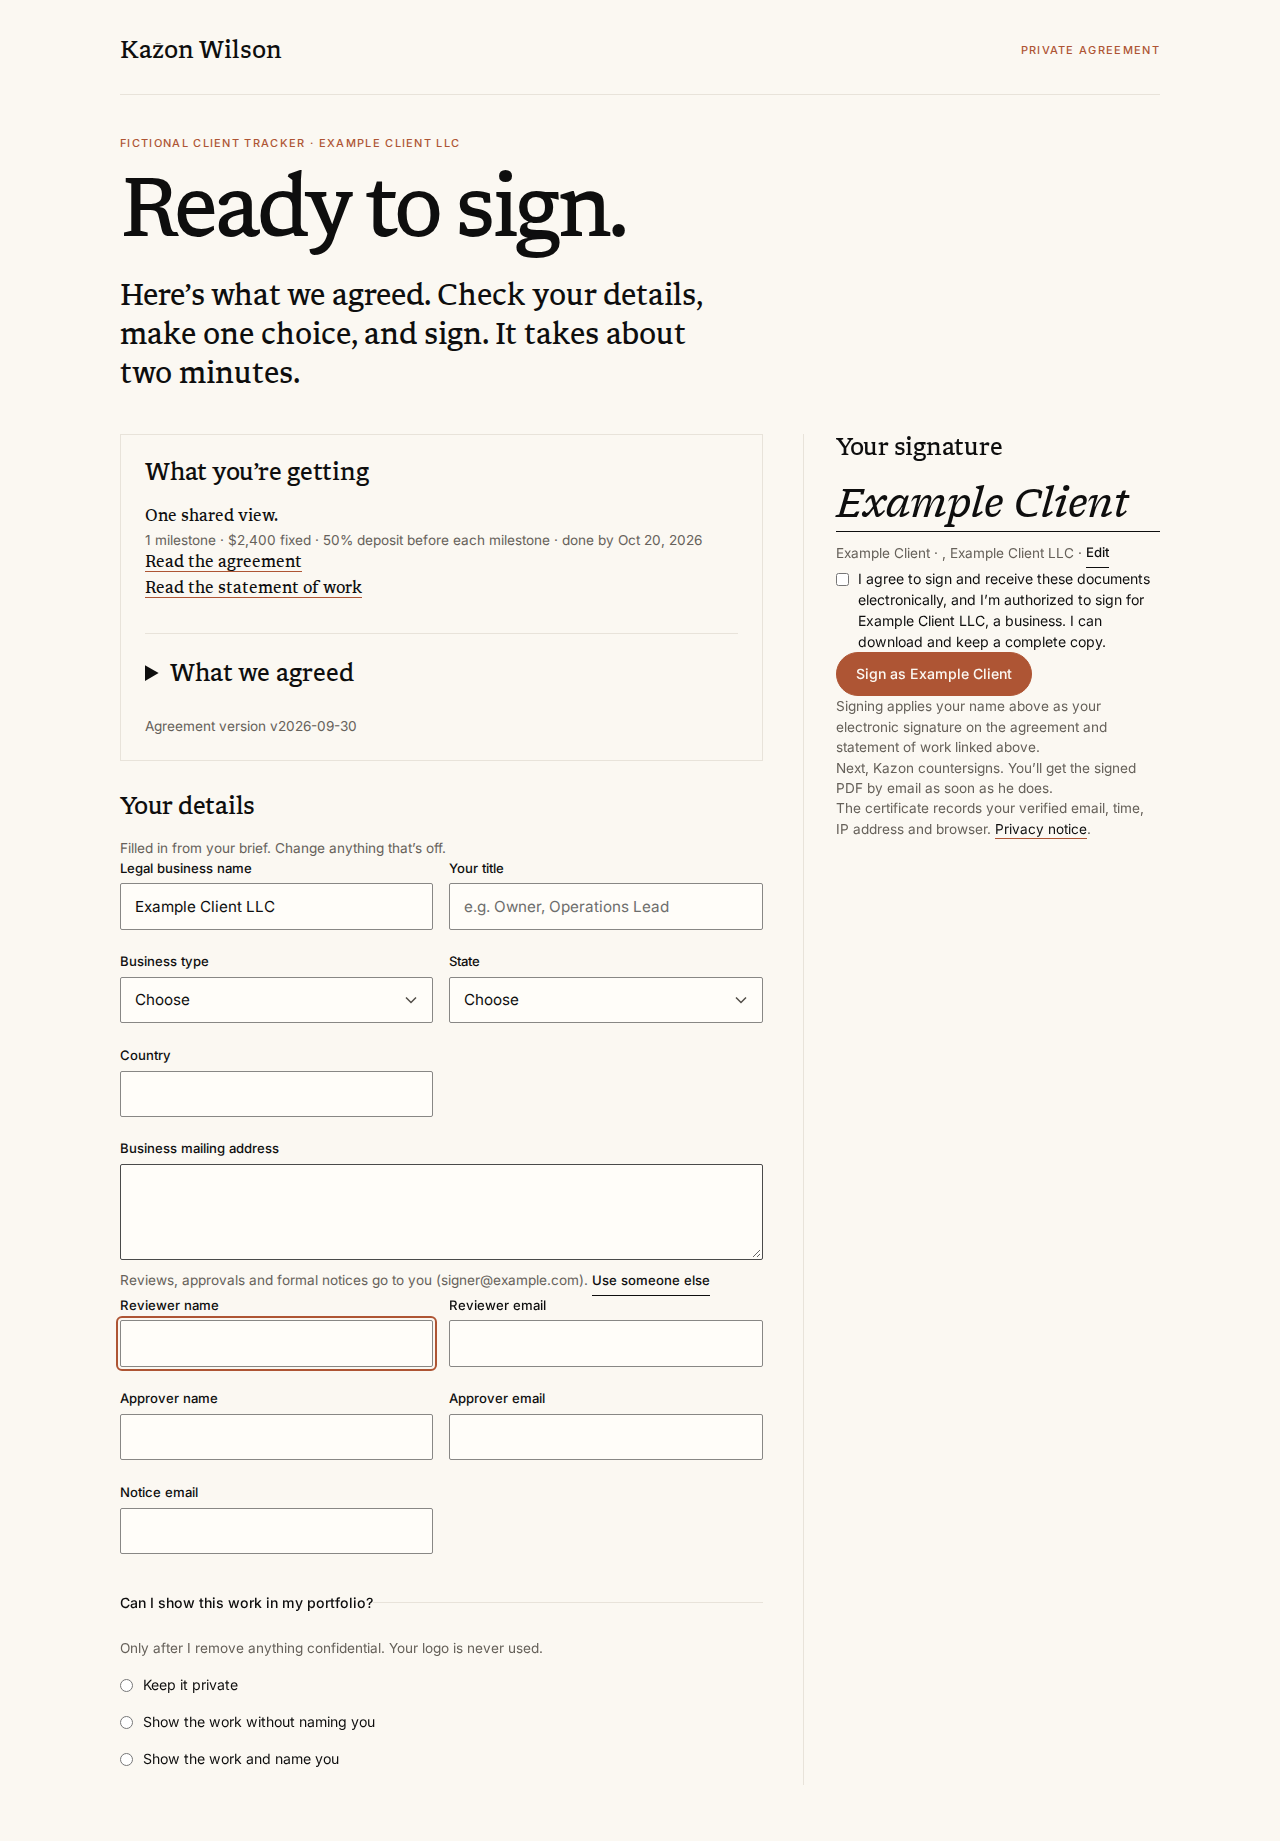 Każon Wilson
PRIVATE AGREEMENT
FICTIONAL CLIENT TRACKER · EXAMPLE CLIENT LLC
Ready to sign.
Here’s what we agreed. Check your details,
make one choice, and sign. It takes about
two minutes.
What you’re getting
One shared view.
1 milestone · $2,400 fixed · 50% deposit before each milestone · done by Oct 20, 2026
Read the agreement
Read the statement of work
What we agreed
Agreement version v2026-09-30
Your details
Filled in from your brief. Change anything that’s off.
Legal business name
Your title
Example Client LLC
e.g. Owner, Operations Lead
Business type
State
Choose
Choose
Country
Business mailing address
Reviews, approvals and formal notices go to you (signer@example.com). Use someone else
Reviewer name
Reviewer email
Approver name
Approver email
Notice email
Can I show this work in my portfolio?
Only after I remove anything confidential. Your logo is never used.
Keep it private
Show the work without naming you
Show the work and name you
Your signature
Example Client
Example Client · , Example Client LLC · Edit
I agree to sign and receive these documents
electronically, and I’m authorized to sign for
Example Client LLC, a business. I can
download and keep a complete copy.
Sign as Example Client
Signing applies your name above as your
electronic signature on the agreement and
statement of work linked above.
Next, Kazon countersigns. You’ll get the signed
PDF by email as soon as he does.
The certificate records your verified email, time,
IP address and browser. Privacy notice.